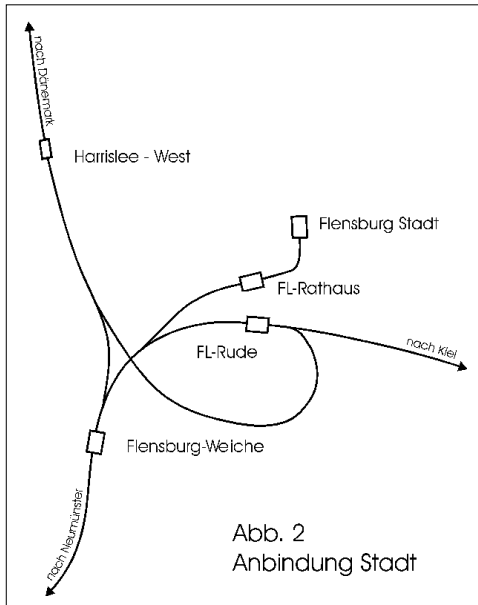 nach Dänemark
Harrislee - West
Flensburg Stadt
FL-Rathaus
FL-Rude
nach Kiel
Flensburg-Weiche
nach Neumünster
Abb. 2
Anbindung Stadt